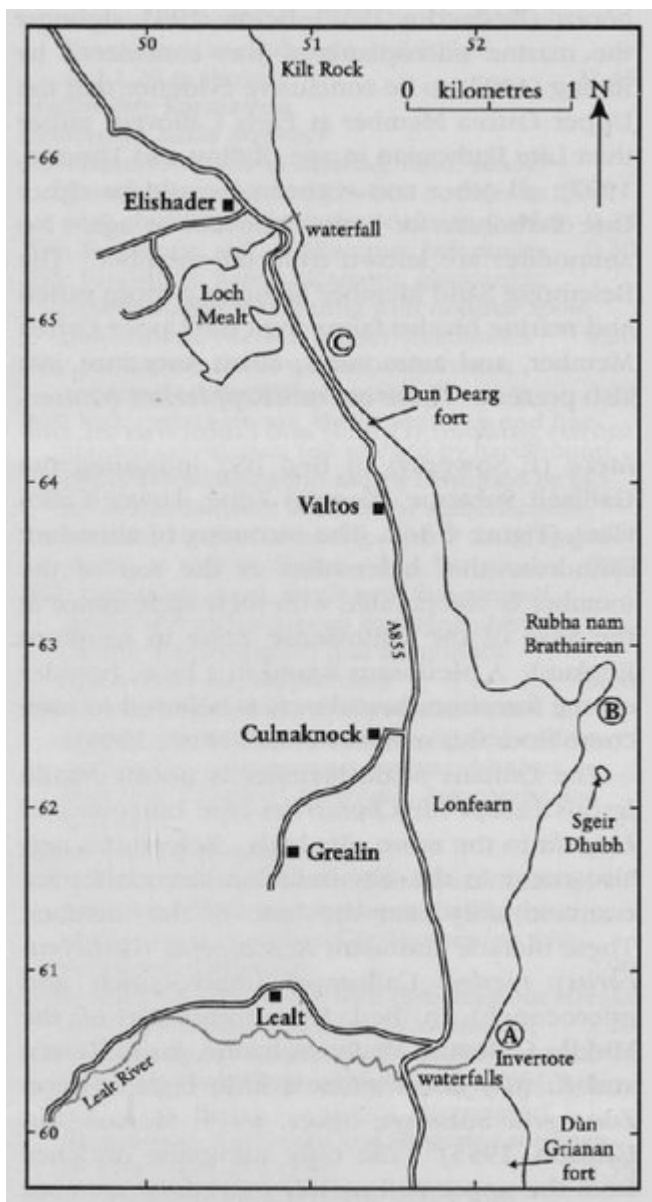 50 51 52
Kilt Rock
0 kilometres 1
N
66
Elishader
waterfall
Loch
Mealt
65
C
Dun Dearg
fort
64
Valtos
A855
63
Rubha nam
Brathairean
B
Culnaknock
62
Lonfearn
Sgeir
Dhubh
Grealin
61
Lealt
A
Invertote
Lealt River
waterfalls
60
Dùn
Grianan
fort